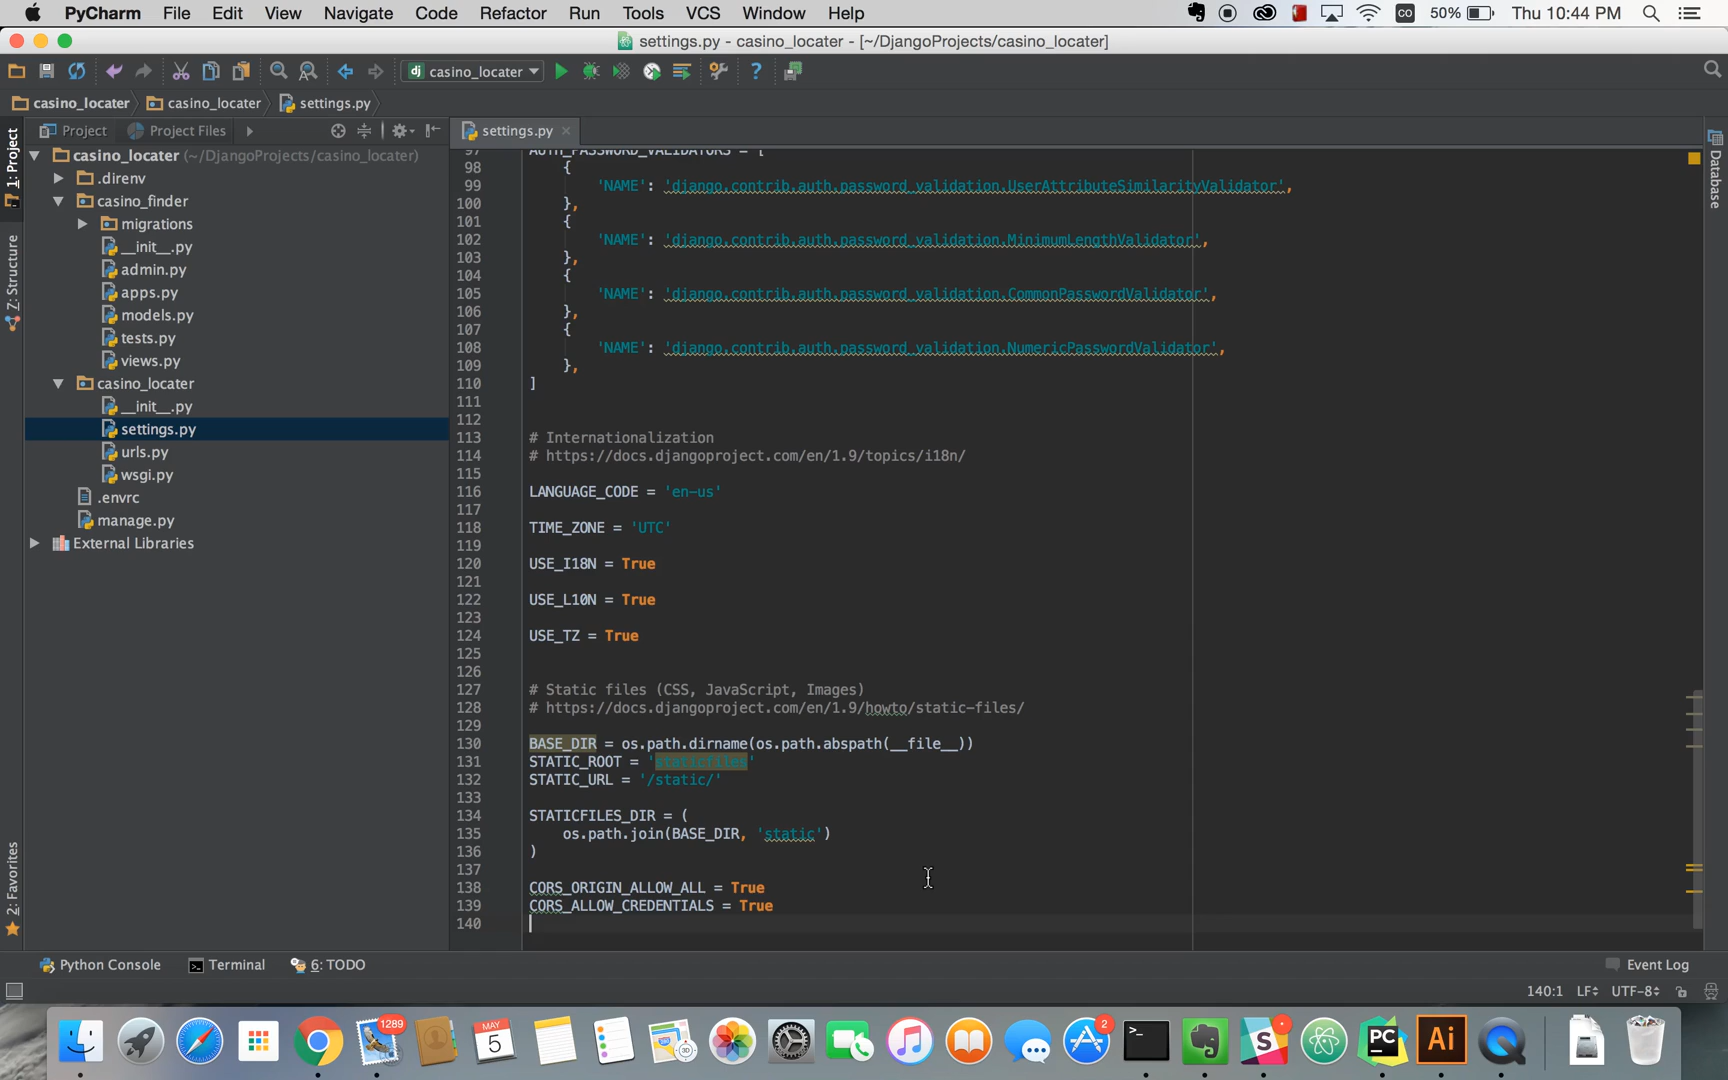 PyCharm File Edit View Navigate Code Refactor Run Tools VCS Window Help 50% Thu 10:44 PM
settings.py - casino_locater - [~/DjangoProjects/casino_locater]
casino_locater
casino_locater casino_locater settings.py
1: Project
Z: Structure
2: Favorites
Project Project Files
casino_locater (~/DjangoProjects/casino_locater)
.direnv
casino_finder
migrations
__init__.py
admin.py
apps.py
models.py
tests.py
views.py
casino_locater
__init__.py
settings.py
urls.py
wsgi.py
.envrc
manage.py
External Libraries
settings.py
97 AUTH_PASSWORD_VALIDATORS = [
98 {
99 'NAME': 'django.contrib.auth.password_validation.UserAttributeSimilarityValidator',
100 },
101 {
102 'NAME': 'django.contrib.auth.password_validation.MinimumLengthValidator',
103 },
104 {
105 'NAME': 'django.contrib.auth.password_validation.CommonPasswordValidator',
106 },
107 {
108 'NAME': 'django.contrib.auth.password_validation.NumericPasswordValidator',
109 },
110 ]
111
112
113 # Internationalization
114 # https://docs.djangoproject.com/en/1.9/topics/i18n/
115
116 LANGUAGE_CODE = 'en-us'
117
118 TIME_ZONE = 'UTC'
119
120 USE_I18N = True
121
122 USE_L10N = True
123
124 USE_TZ = True
125
126
127 # Static files (CSS, JavaScript, Images)
128 # https://docs.djangoproject.com/en/1.9/howto/static-files/
129
130 BASE_DIR = os.path.dirname(os.path.abspath(__file__))
131 STATIC_ROOT = 'staticfiles'
132 STATIC_URL = '/static/'
133
134 STATICFILES_DIR = (
135 os.path.join(BASE_DIR, 'static')
136 )
137
138 CORS_ORIGIN_ALLOW_ALL = True
139 CORS_ALLOW_CREDENTIALS = True
140
Database
Python Console Terminal 6: TODO Event Log
140:1 LF UTF-8
1289
MAY
5
3D
2
PC
Ai